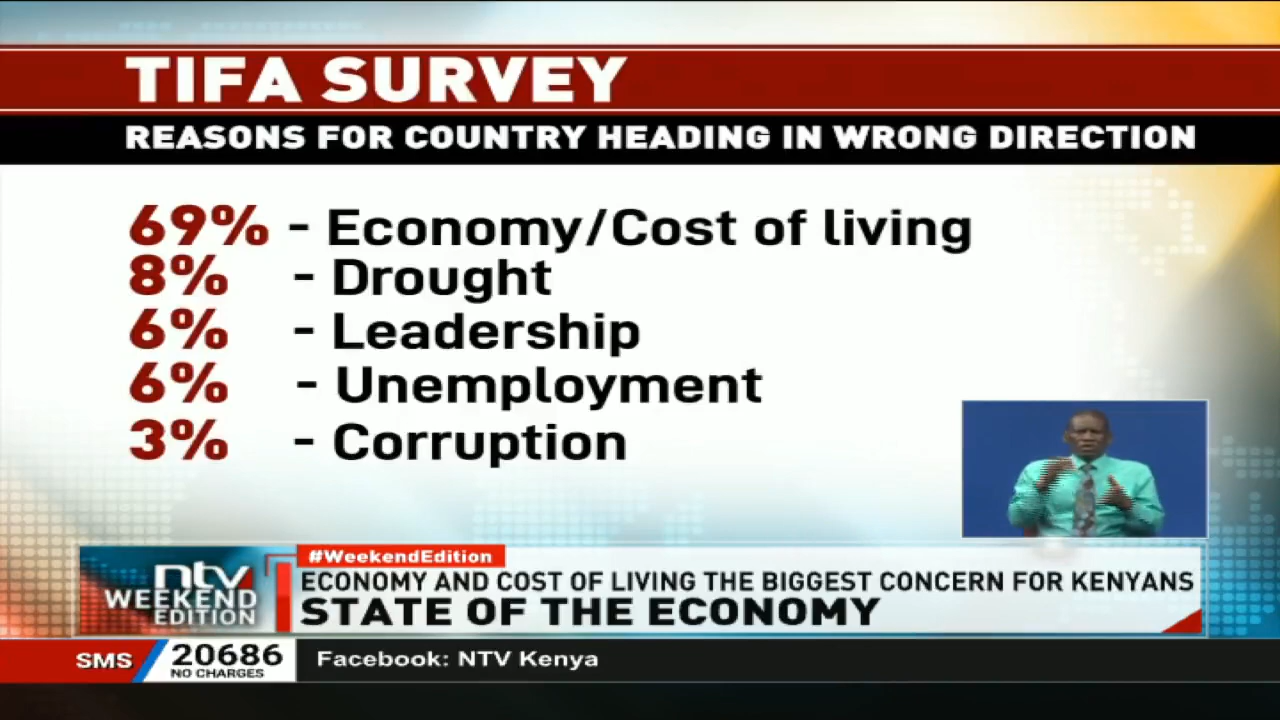 TIFA SURVEY
REASONS FOR COUNTRY HEADING IN WRONG DIRECTION
69% - Economy/Cost of living
8% - Drought
6% - Leadership
6% - Unemployment
3% - Corruption
#WeekendEdition
ntv
WEEKEND
EDITION
ECONOMY AND COST OF LIVING THE BIGGEST CONCERN FOR KENYANS
STATE OF THE ECONOMY
SMS 20686
NO CHARGES
Facebook: NTV Kenya